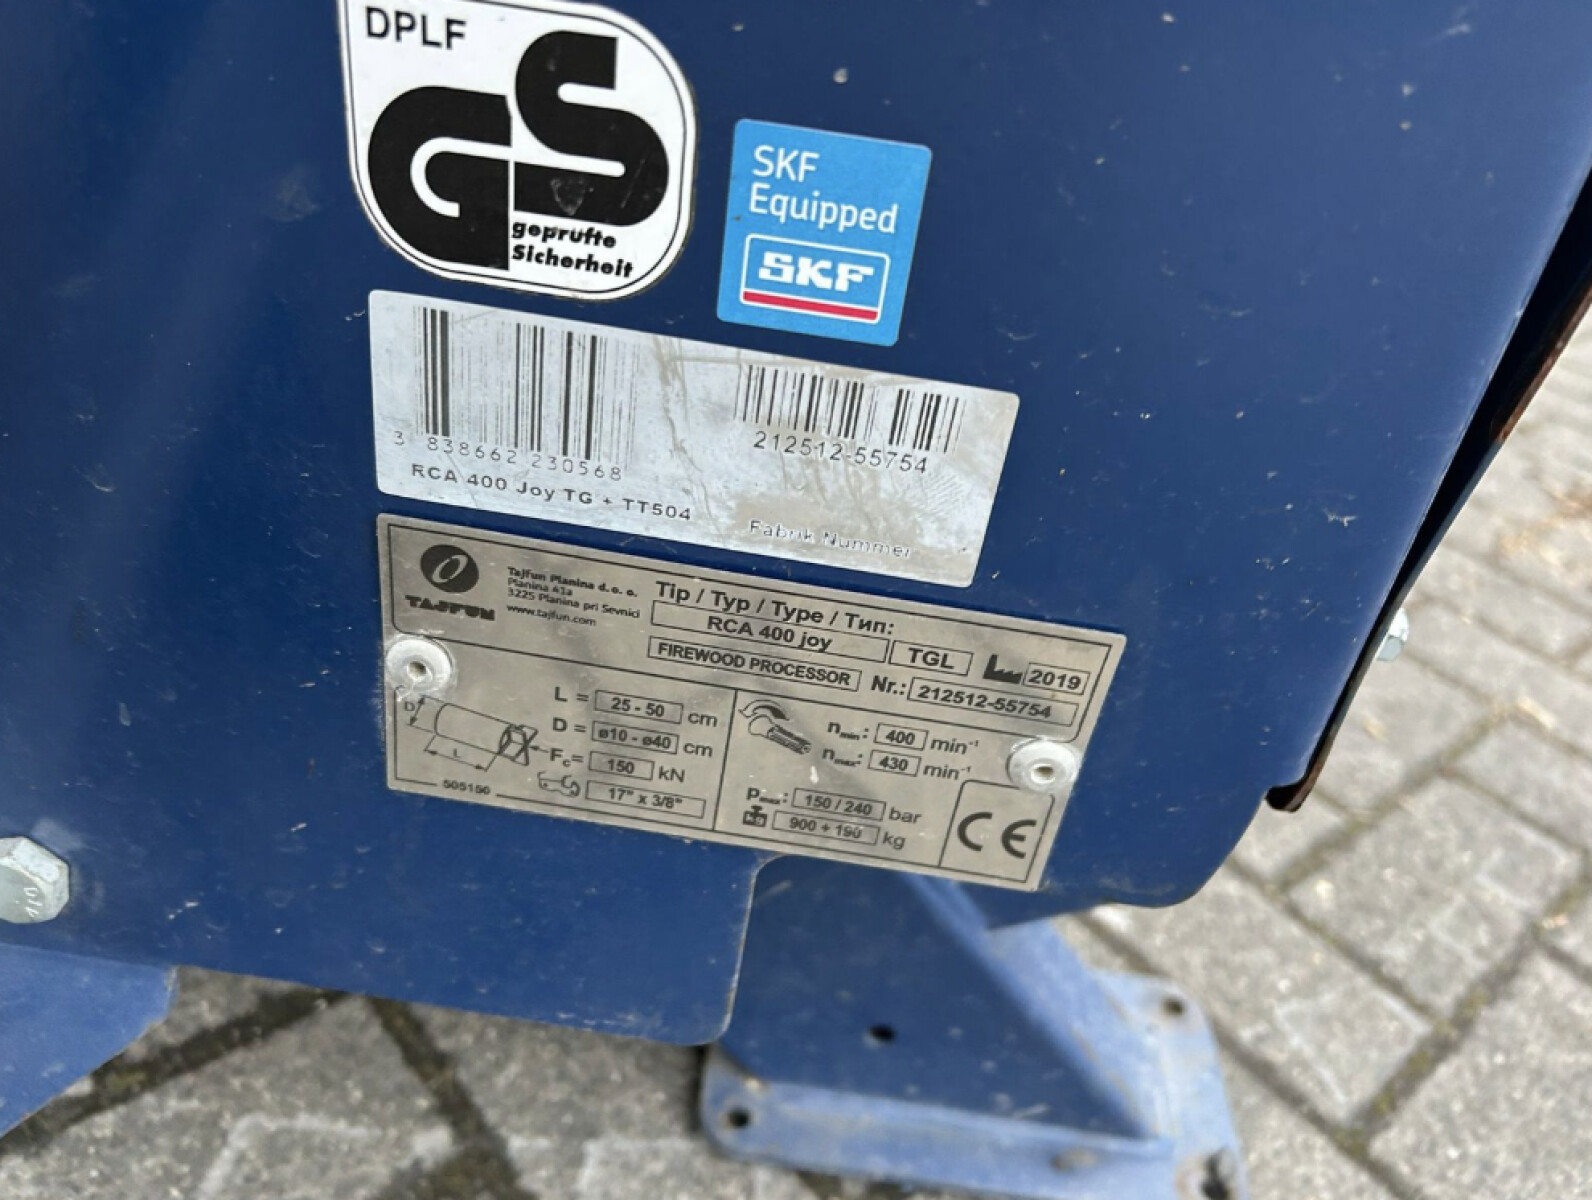 DPLF
GS
geprüfte
Sicherheit
SKF
Equipped
SKF
3 838662 230568
212512-55754
RCA 400 Joy TG + TT504
Fabrik Nummer
TAJFUN
Tajfun Planina d.o.o.
Planina 41a
3225 Planina pri Sevnici
www.tajfun.com
Tip / Typ / Type / Тип:
RCA 400 joy
TGL
2019
FIREWOOD PROCESSOR
Nr.: 212512-55754
D
L
L = 25 - 50 cm
D = ø10 - ø40 cm
Fc= 150 kN
17" x 3/8"
505150
nmin: 400 min⁻¹
nmax: 430 min⁻¹
Pmax: 150 / 240 bar
KG 900 + 190 kg
CE